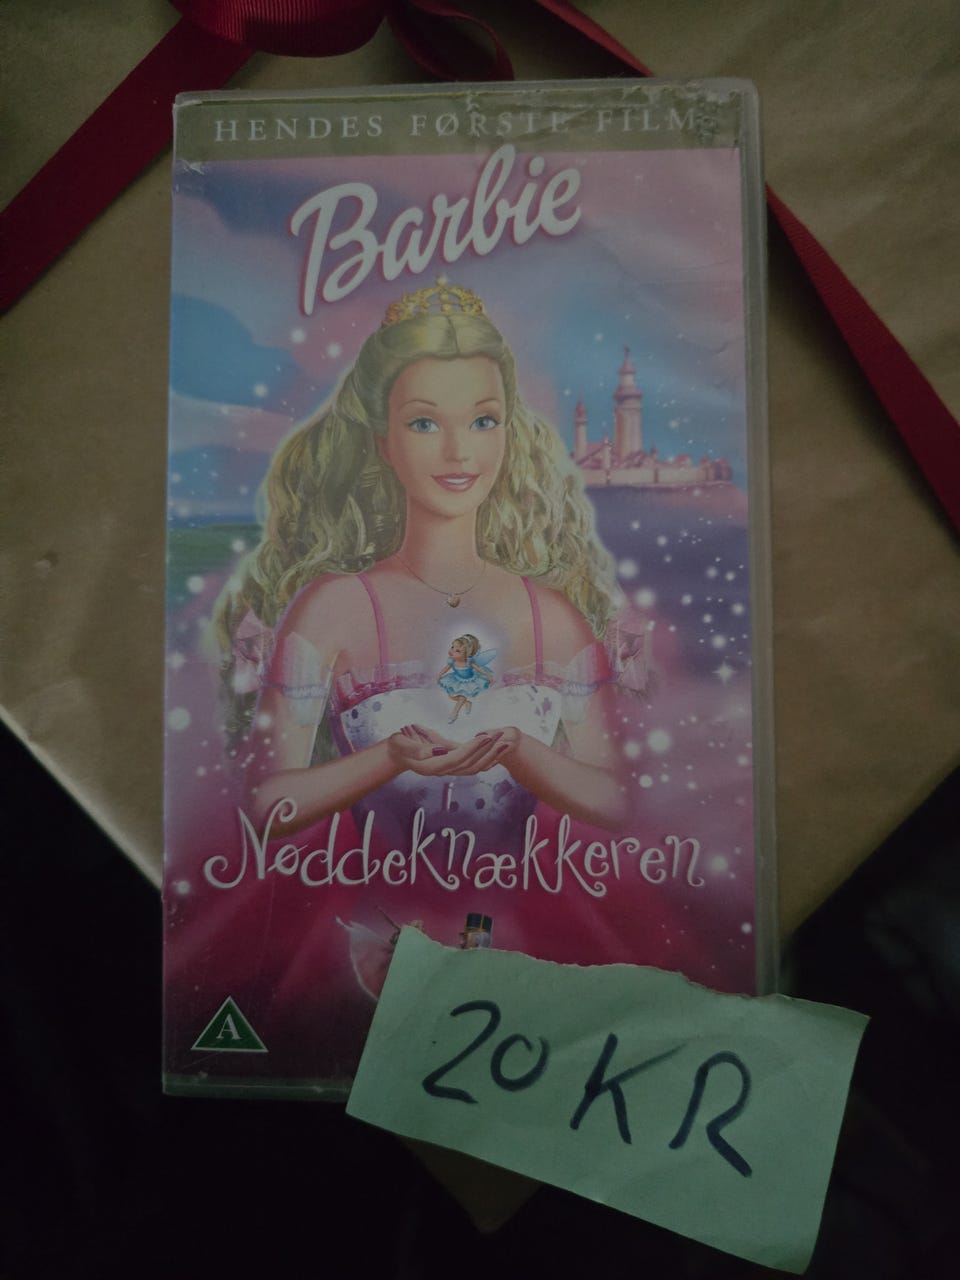 HENDES FØRSTE FILM
Barbie
i
Nøddeknækkeren
A
20 KR